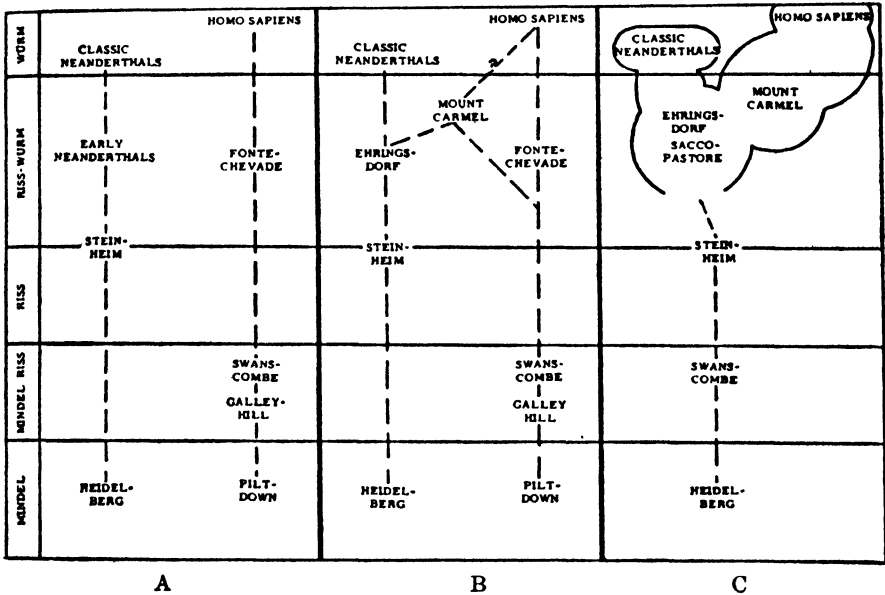 WÜRM
RISS-WÜRM
RISS
MINDEL RISS
MINDEL
HOMO SAPIENS
CLASSIC
NEANDERTHALS
EARLY
NEANDERTHALS
FONTE-
CHEVADE
STEIN-
HEIM
SWANS-
COMBE
GALLEY-
HILL
HEIDEL-
BERG
PILT-
DOWN
A
HOMO SAPIENS
CLASSIC
NEANDERTHALS
?
MOUNT
CARMEL
EHRINGS-
DORF
FONTE-
CHEVADE
STEIN-
HEIM
SWANS-
COMBE
GALLEY
HILL
HEIDEL-
BERG
PILT-
DOWN
B
HOMO SAPIENS
CLASSIC
NEANDERTHALS
MOUNT
CARMEL
EHRINGS-
DORF
SACCO-
PASTORE
STEIN-
HEIM
SWANS-
COMBE
HEIDEL-
BERG
C